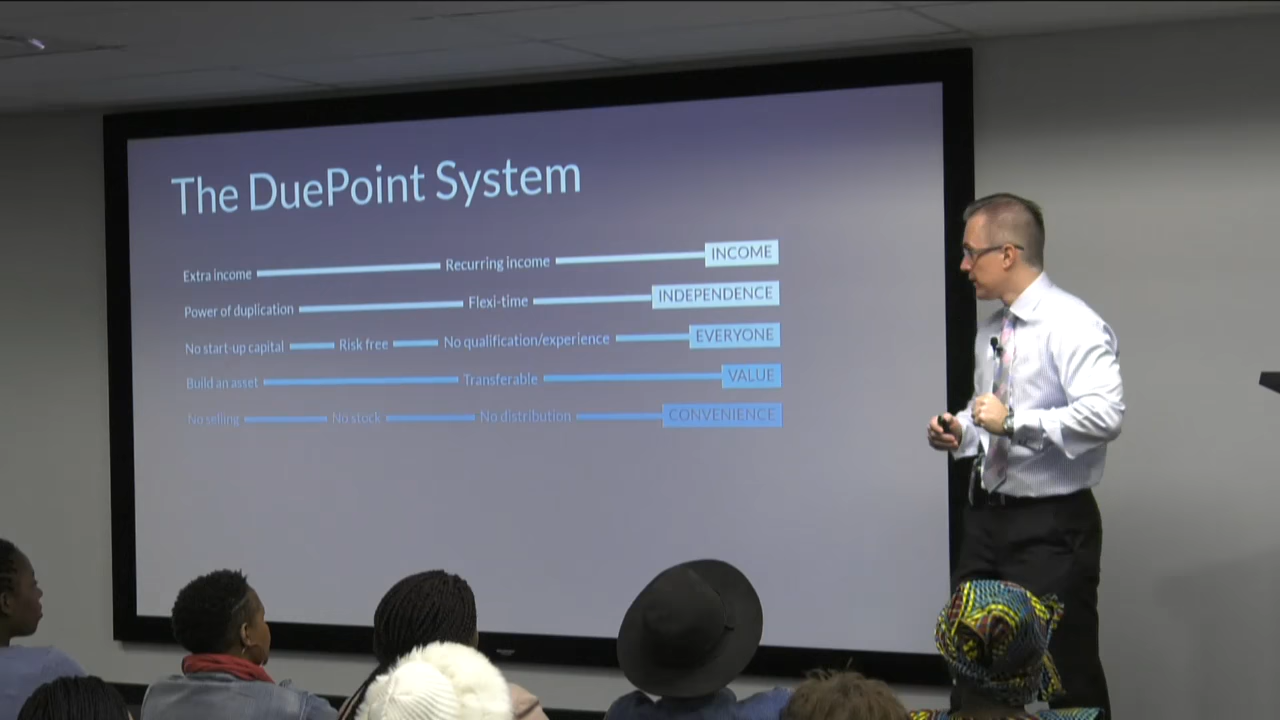 The DuePoint System
Extra income Recurring income INCOME
Power of duplication Flexi-time INDEPENDENCE
No start-up capital Risk free No qualification/experience EVERYONE
Build an asset Transferable VALUE
No selling No stock No distribution CONVENIENCE